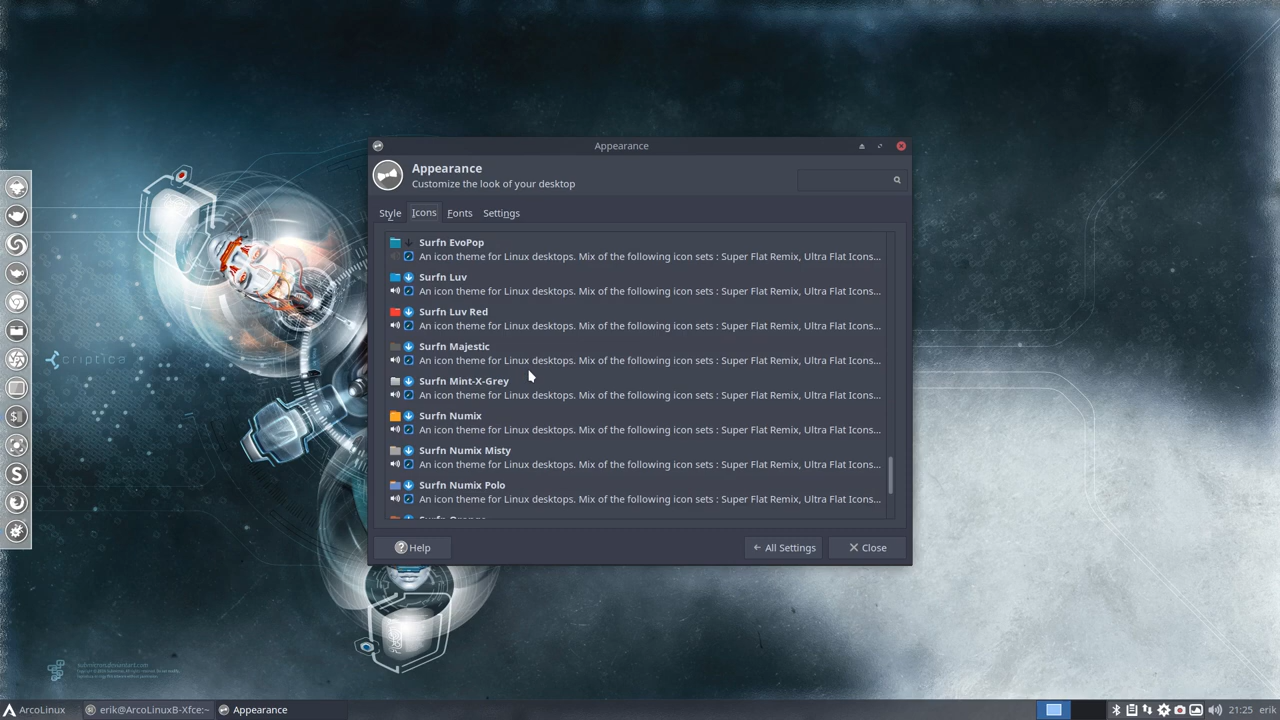 Appearance
Appearance
Customize the look of your desktop
Style
Icons
Fonts
Settings
Surfn EvoPop
An icon theme for Linux desktops. Mix of the following icon sets : Super Flat Remix, Ultra Flat Icons...
Surfn Luv
An icon theme for Linux desktops. Mix of the following icon sets : Super Flat Remix, Ultra Flat Icons...
Surfn Luv Red
An icon theme for Linux desktops. Mix of the following icon sets : Super Flat Remix, Ultra Flat Icons...
Surfn Majestic
An icon theme for Linux desktops. Mix of the following icon sets : Super Flat Remix, Ultra Flat Icons...
Surfn Mint-X-Grey
An icon theme for Linux desktops. Mix of the following icon sets : Super Flat Remix, Ultra Flat Icons...
Surfn Numix
An icon theme for Linux desktops. Mix of the following icon sets : Super Flat Remix, Ultra Flat Icons...
Surfn Numix Misty
An icon theme for Linux desktops. Mix of the following icon sets : Super Flat Remix, Ultra Flat Icons...
Surfn Numix Polo
An icon theme for Linux desktops. Mix of the following icon sets : Super Flat Remix, Ultra Flat Icons...
Help
All Settings
Close
criptica
ArcoLinux
erik@ArcoLinuxB-Xfce:~
Appearance
21:25
erik